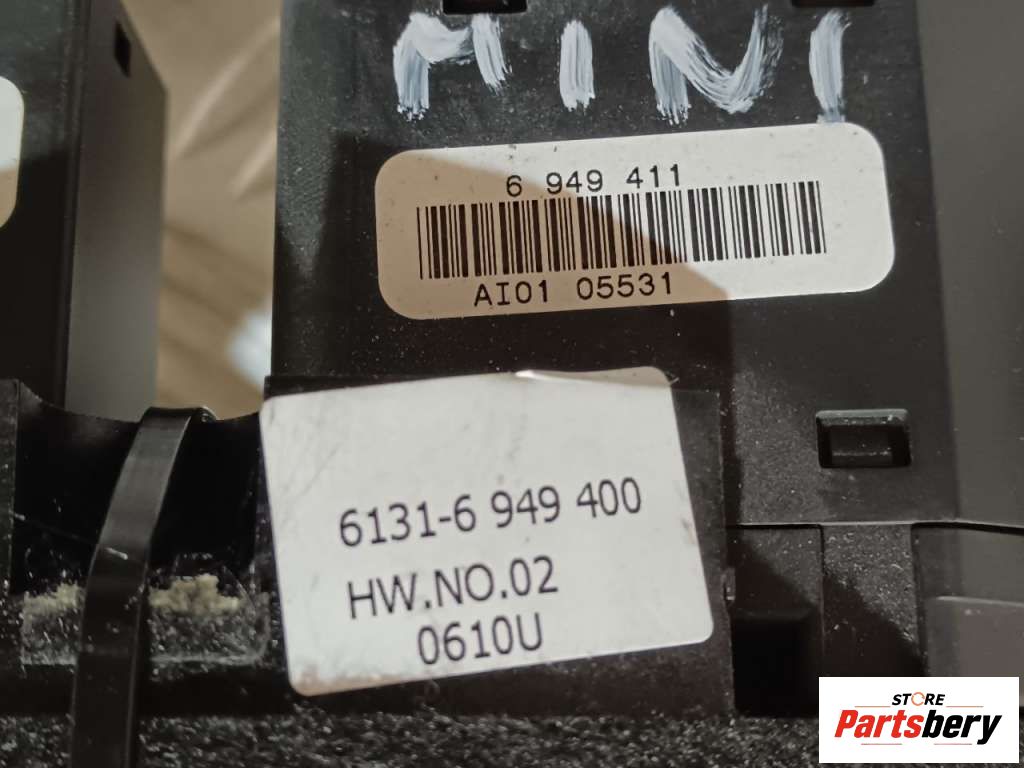 MINI
6 949 411
AI01 05531
6131-6 949 400
HW.NO.02
0610U
STORE
Partsbery